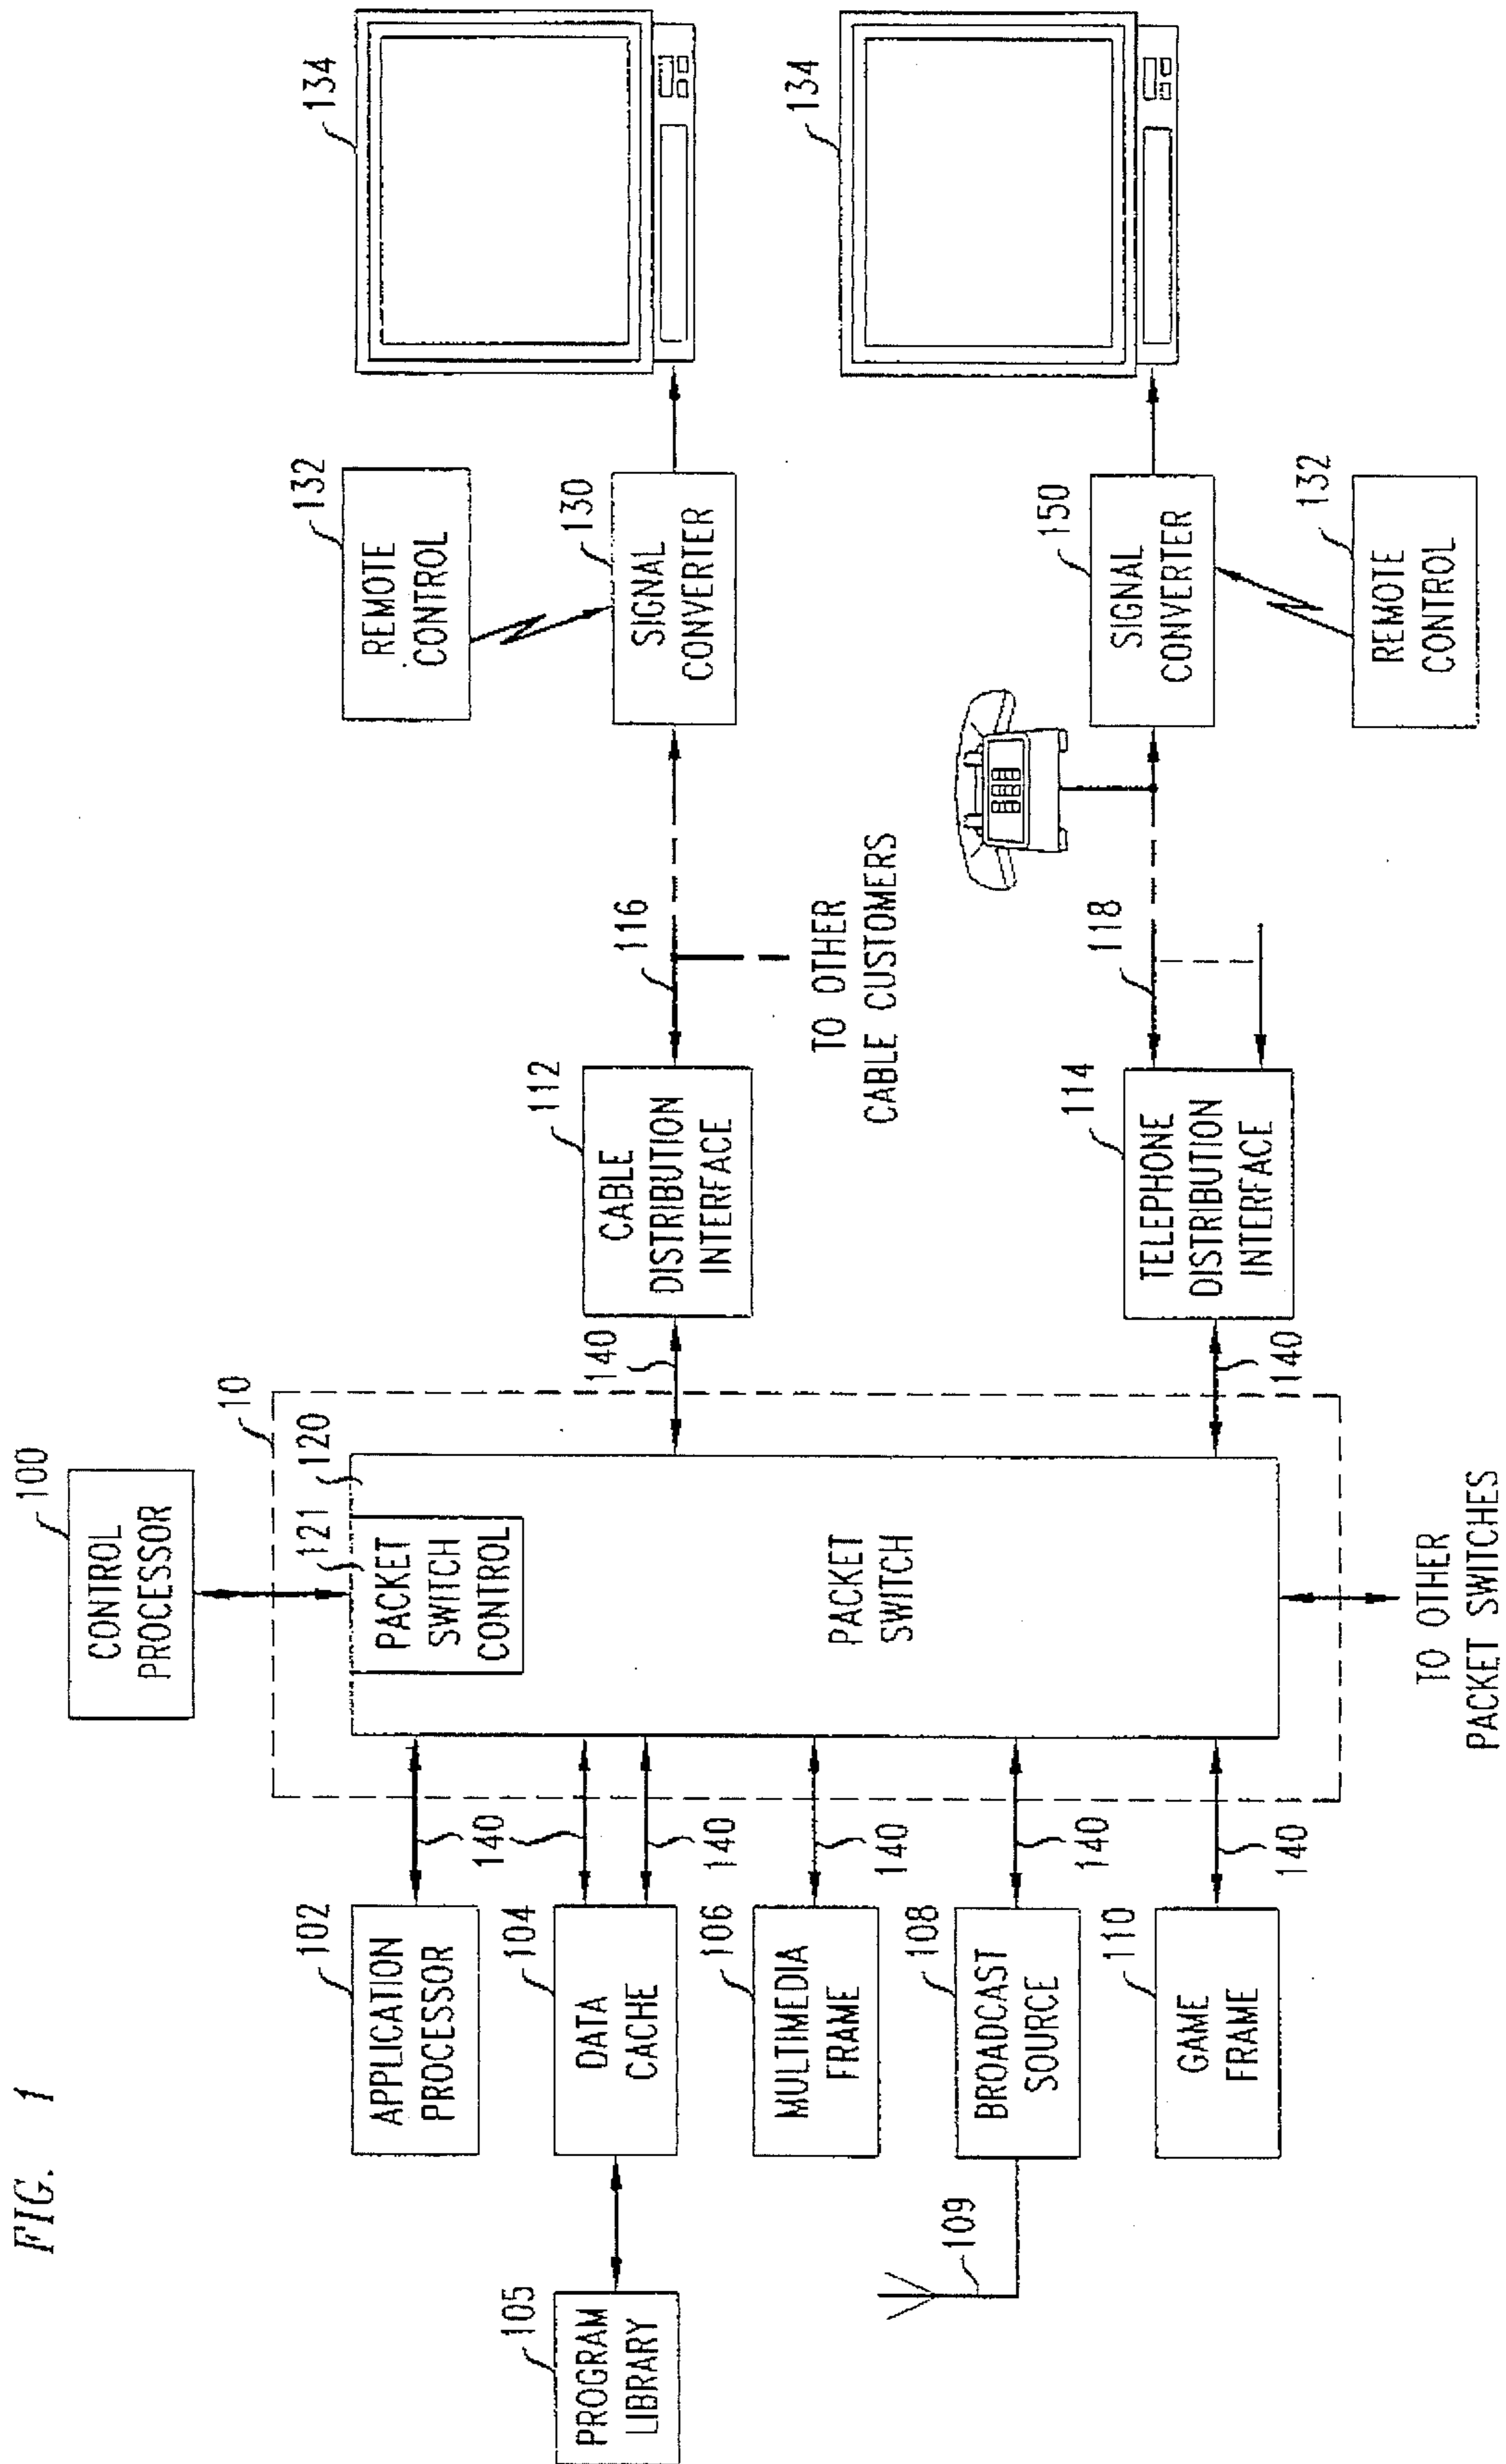 FIG. 1
100
CONTROL
PROCESSOR
10
121
120
PACKET
SWITCH
CONTROL
PACKET
SWITCH
TO OTHER
PACKET SWITCHES
102
APPLICATION
PROCESSOR
140
105
PROGRAM
LIBRARY
104
DATA
CACHE
140
106
MULTIMEDIA
FRAME
140
109
108
BROADCAST
SOURCE
140
110
GAME
FRAME
140
140
112
CABLE
DISTRIBUTION
INTERFACE
116
TO OTHER
CABLE CUSTOMERS
132
REMOTE
CONTROL
130
SIGNAL
CONVERTER
134
140
114
TELEPHONE
DISTRIBUTION
INTERFACE
118
150
SIGNAL
CONVERTER
132
REMOTE
CONTROL
134